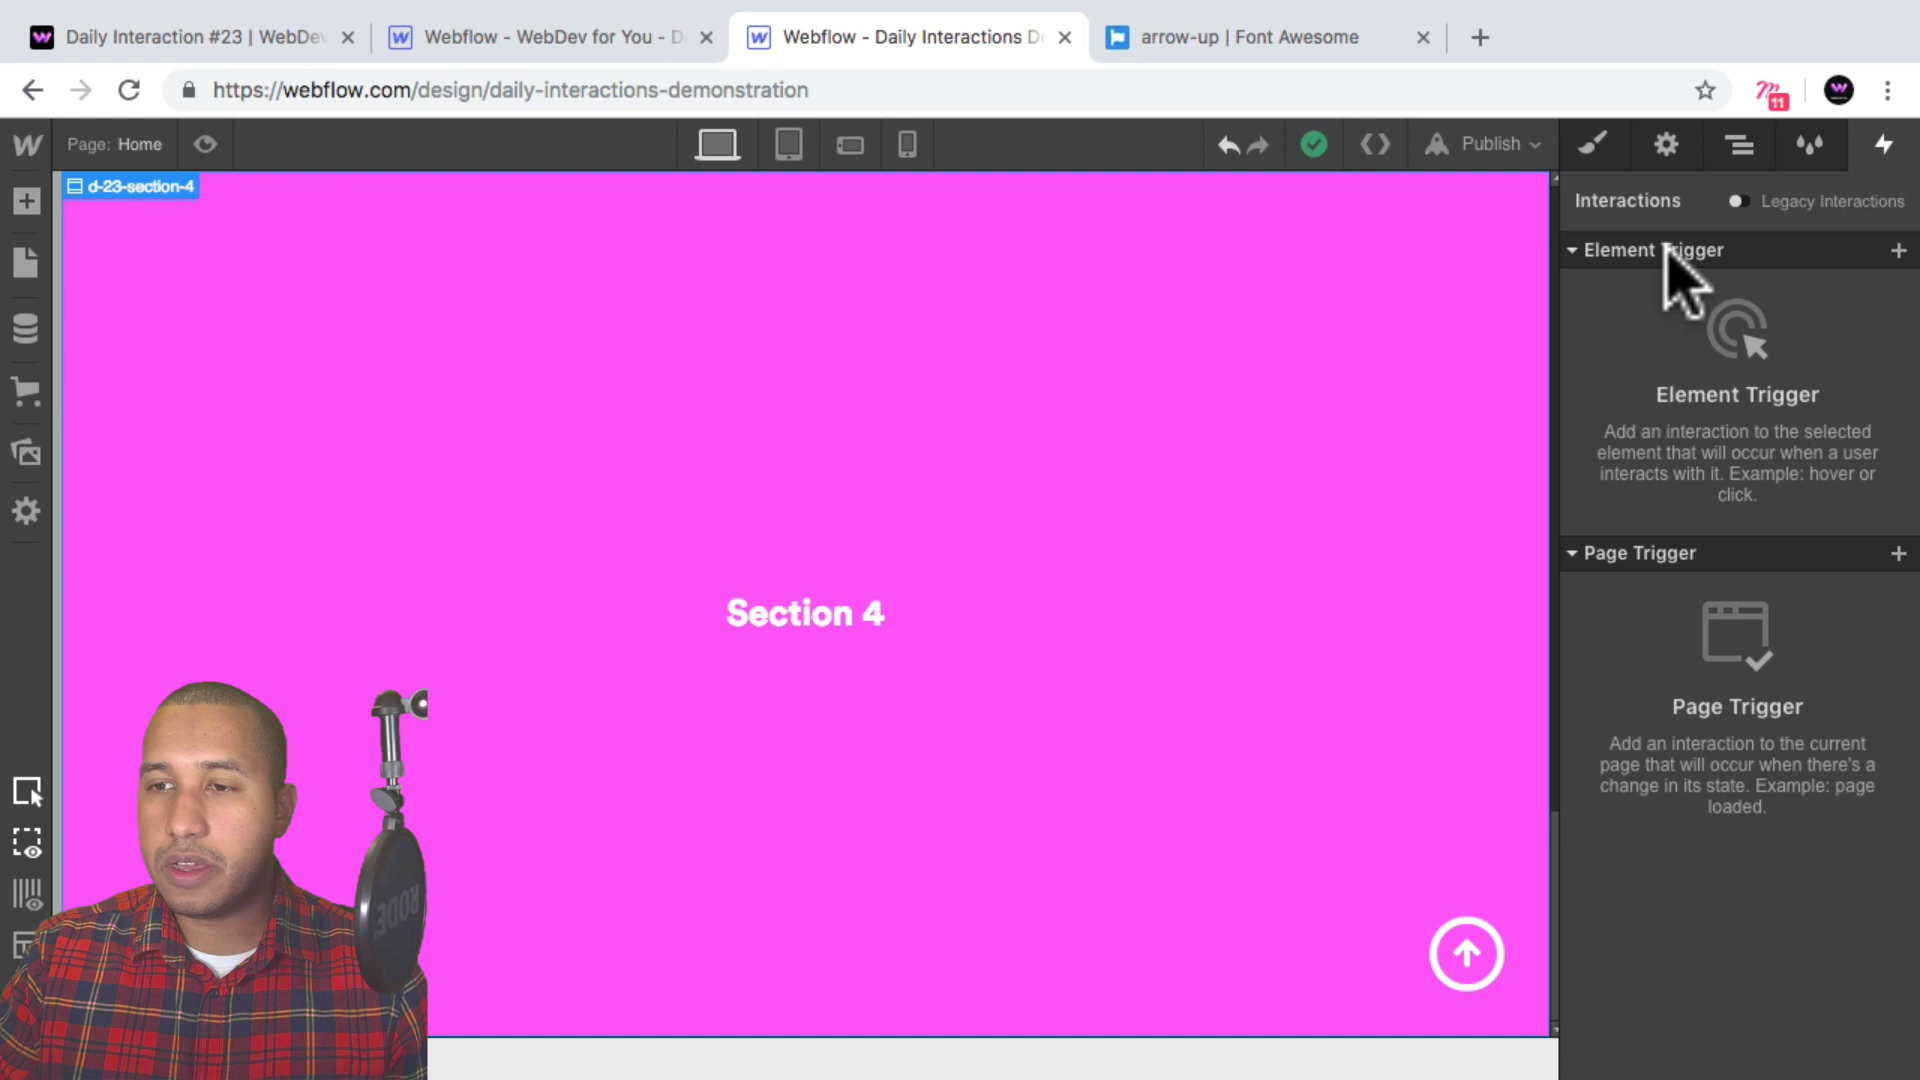 Daily Interaction #23 | WebDev
Webflow - WebDev for You - D
Webflow - Daily Interactions D
arrow-up | Font Awesome
https://webflow.com/design/daily-interactions-demonstration
11
Page: Home
Publish
d-23-section-4
Interactions
Legacy Interactions
Element Trigger
Element Trigger
Add an interaction to the selected
element that will occur when a user
interacts with it. Example: hover or
click.
Page Trigger
Page Trigger
Add an interaction to the current
page that will occur when there's a
change in its state. Example: page
loaded.
Section 4
RODE